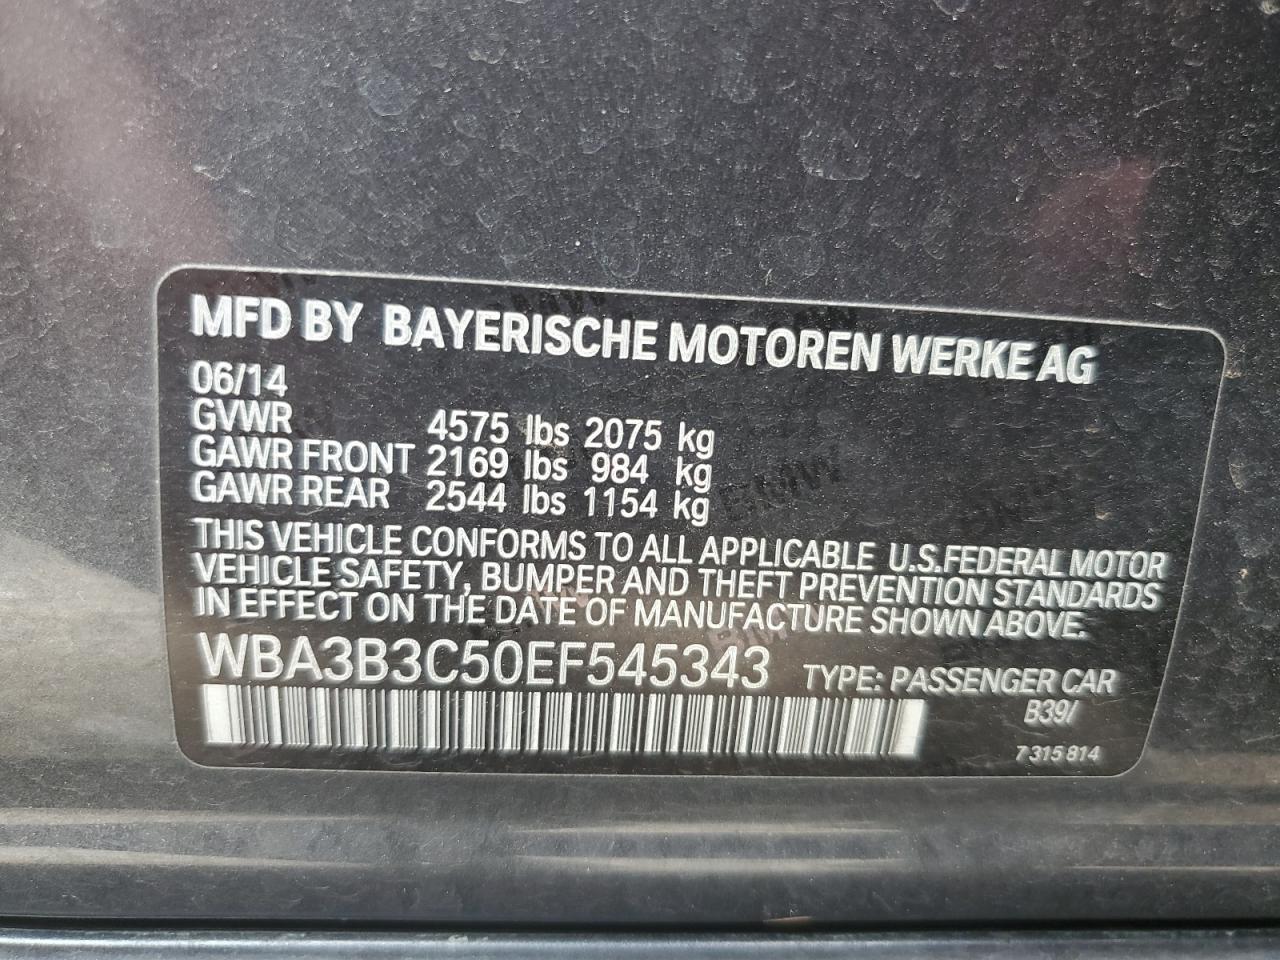 MFD BY BAYERISCHE MOTOREN WERKE AG
06/14
GVWR 4575 lbs 2075 kg
GAWR FRONT 2169 lbs 984 kg
GAWR REAR 2544 lbs 1154 kg
THIS VEHICLE CONFORMS TO ALL APPLICABLE U.S.FEDERAL MOTOR
VEHICLE SAFETY, BUMPER AND THEFT PREVENTION STANDARDS
IN EFFECT ON THE DATE OF MANUFACTURE SHOWN ABOVE.
WBA3B3C50EF545343 TYPE: PASSENGER CAR
B39/
7 315 814